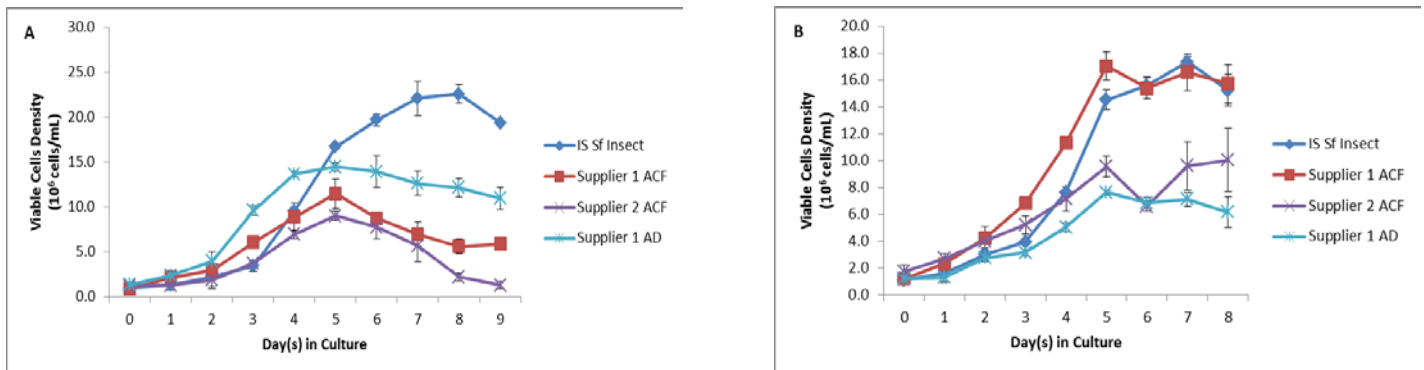 A
30.0
25.0
20.0
15.0
10.0
5.0
0.0
Viable Cells Density
(10⁶ cells/mL)
0 1 2 3 4 5 6 7 8 9
Day(s) in Culture
IS Sf Insect
Supplier 1 ACF
Supplier 2 ACF
Supplier 1 AD
B
20.0
18.0
16.0
14.0
12.0
10.0
8.0
6.0
4.0
2.0
0.0
Viable Cells Density
(10⁶ cells/mL)
0 1 2 3 4 5 6 7 8
Day(s) in Culture
IS Sf Insect
Supplier 1 ACF
Supplier 2 ACF
Supplier 1 AD